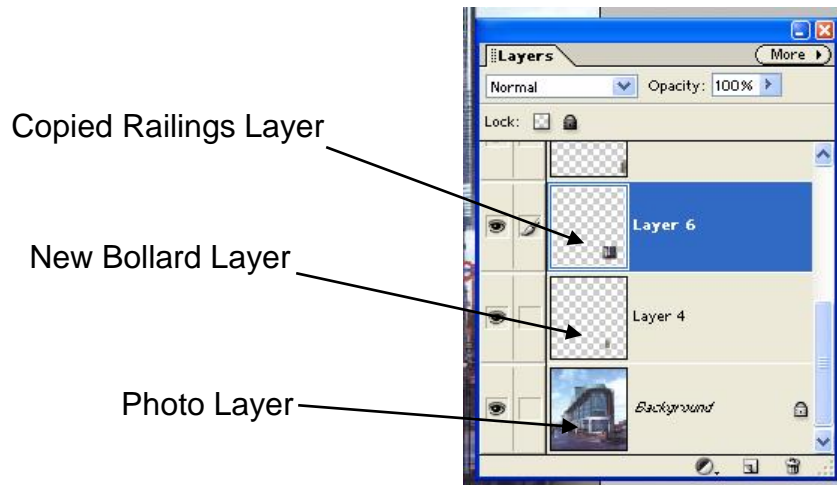 Layers
More
Normal
Opacity: 100%
Lock:
Copied Railings Layer
Layer 6
New Bollard Layer
Layer 4
Photo Layer
Background